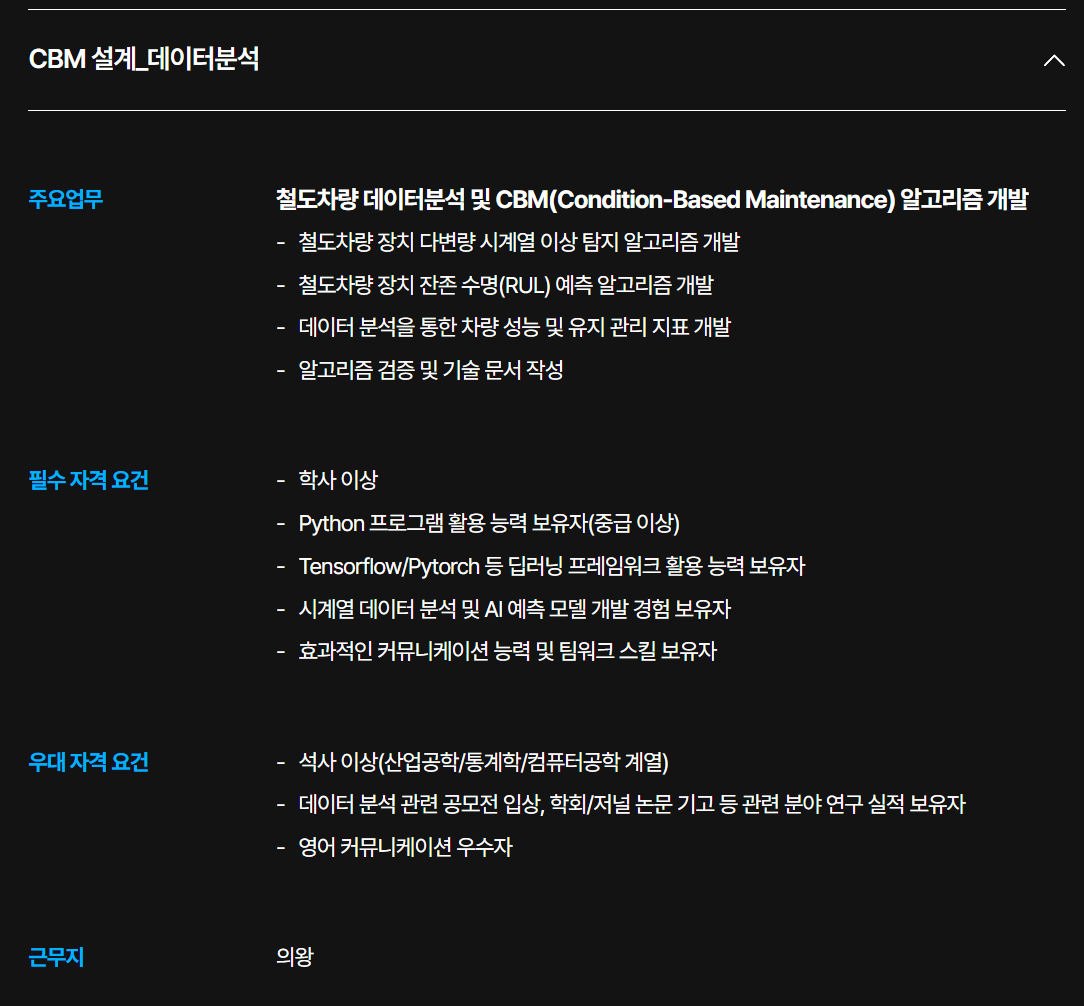 CBM 설계_데이터분석
주요업무
철도차량 데이터분석 및 CBM(Condition-Based Maintenance) 알고리즘 개발
- 철도차량 장치 다변량 시계열 이상 탐지 알고리즘 개발
- 철도차량 장치 잔존 수명(RUL) 예측 알고리즘 개발
- 데이터 분석을 통한 차량 성능 및 유지 관리 지표 개발
- 알고리즘 검증 및 기술 문서 작성
필수 자격 요건
- 학사 이상
- Python 프로그램 활용 능력 보유자(중급 이상)
- Tensorflow/Pytorch 등 딥러닝 프레임워크 활용 능력 보유자
- 시계열 데이터 분석 및 AI 예측 모델 개발 경험 보유자
- 효과적인 커뮤니케이션 능력 및 팀워크 스킬 보유자
우대 자격 요건
- 석사 이상(산업공학/통계학/컴퓨터공학 계열)
- 데이터 분석 관련 공모전 입상, 학회/저널 논문 기고 등 관련 분야 연구 실적 보유자
- 영어 커뮤니케이션 우수자
근무지
의왕